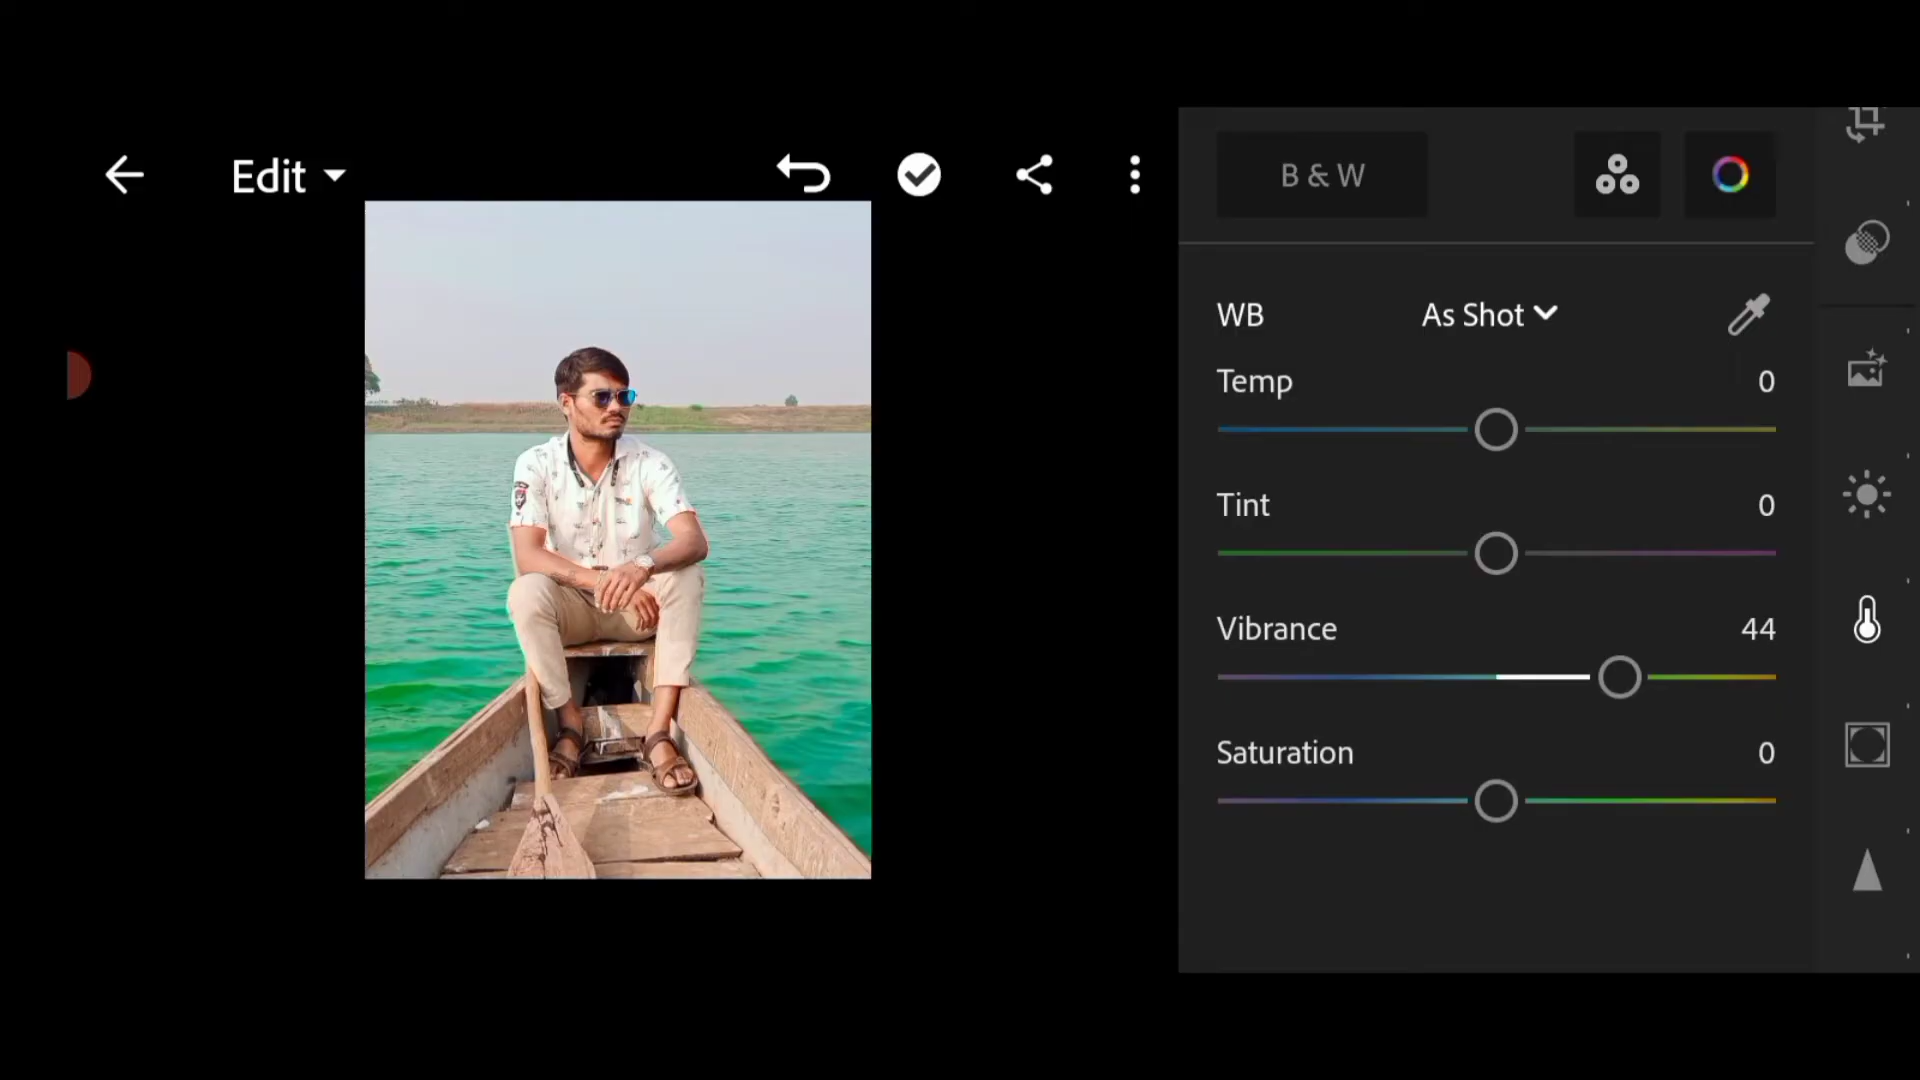 Edit
B & W
WB As Shot
Temp 0
Tint 0
Vibrance 44
Saturation 0